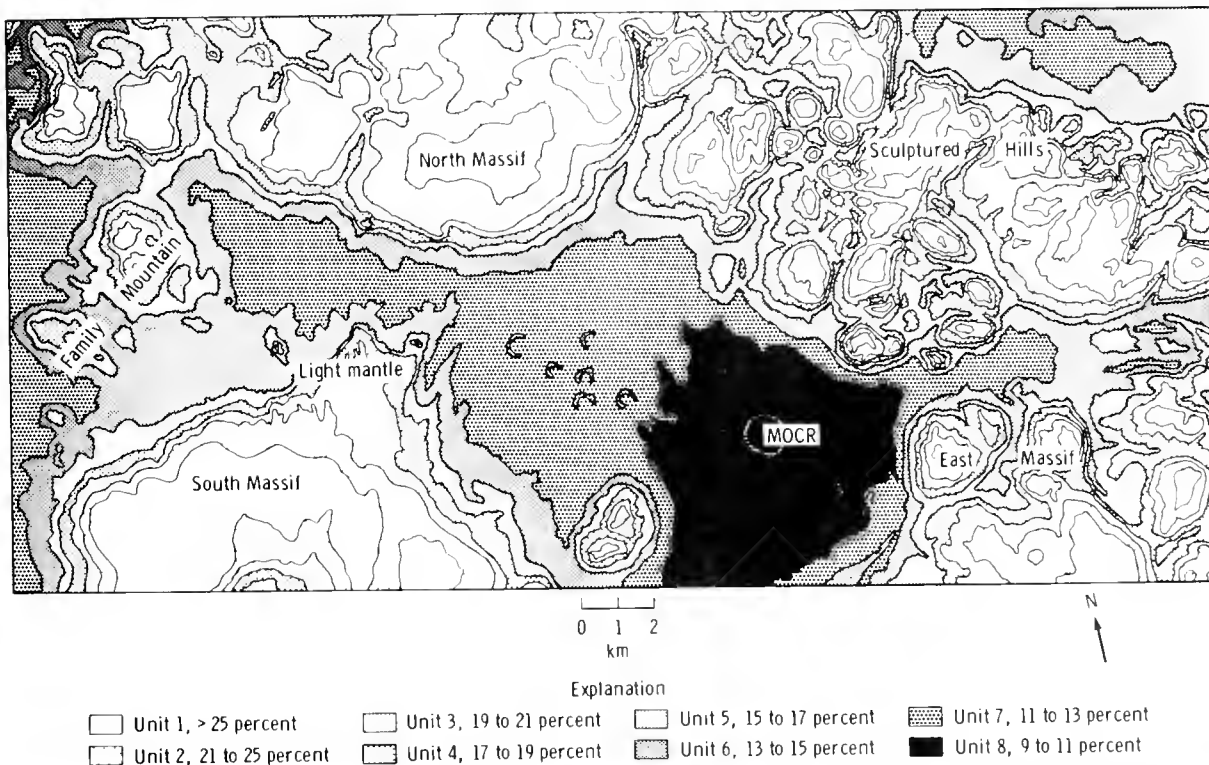 North Massif
Sculptured Hills
Mountain
Family
Light mantle
MOCR
South Massif
East Massif
N
0 1 2
km
Explanation
Unit 1, > 25 percent
Unit 3, 19 to 21 percent
Unit 5, 15 to 17 percent
Unit 7, 11 to 13 percent
Unit 2, 21 to 25 percent
Unit 4, 17 to 19 percent
Unit 6, 13 to 15 percent
Unit 8, 9 to 11 percent